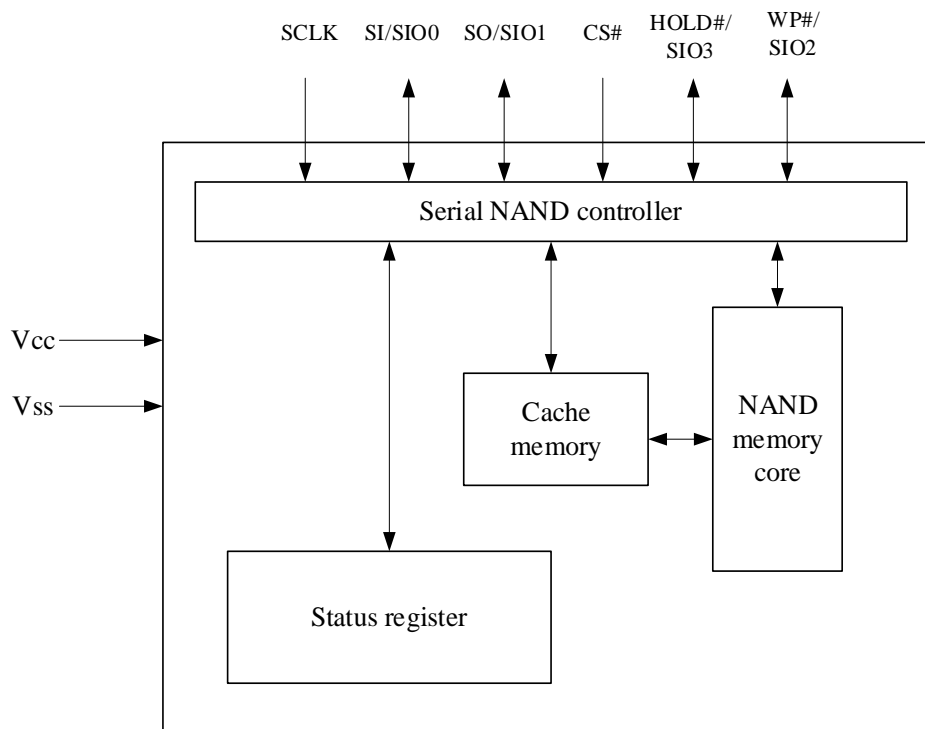 SCLK
SI/SIO0
SO/SIO1
CS#
HOLD#/
SIO3
WP#/
SIO2
Serial NAND controller
Vcc
Vss
Cache
memory
NAND
memory
core
Status register